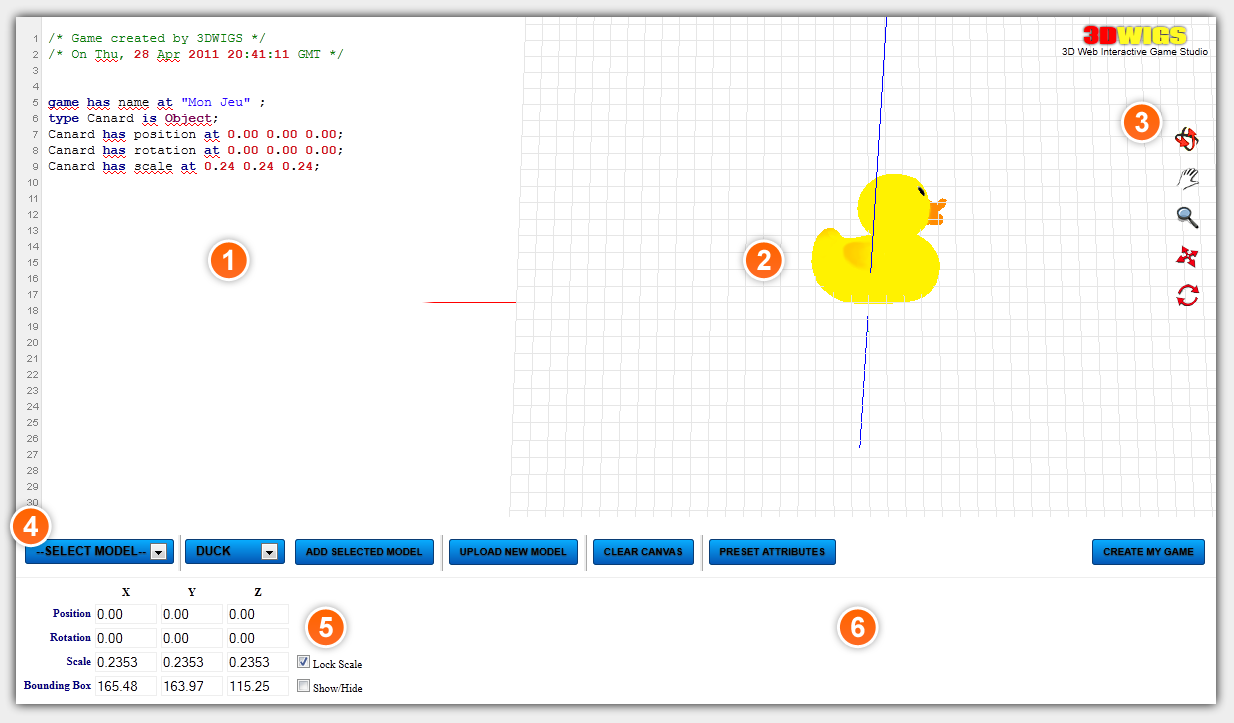 1 /* Game created by 3DWIGS */
2 /* On Thu, 28 Apr 2011 20:41:11 GMT */
3
4
5 game has name at "Mon Jeu" ;
6 type Canard is Object;
7 Canard has position at 0.00 0.00 0.00;
8 Canard has rotation at 0.00 0.00 0.00;
9 Canard has scale at 0.24 0.24 0.24;
10
11
12
13
14
15
16
17
18
19
20
21
22
23
24
25
26
27
28
29
30
3DWIGS
3D Web Interactive Game Studio
1
2
3
4
--SELECT MODEL-- DUCK ADD SELECTED MODEL UPLOAD NEW MODEL CLEAR CANVAS PRESET ATTRIBUTES CREATE MY GAME
X Y Z
Position 0.00 0.00 0.00
Rotation 0.00 0.00 0.00
Scale 0.2353 0.2353 0.2353 Lock Scale
Bounding Box 165.48 163.97 115.25 Show/Hide
5
6